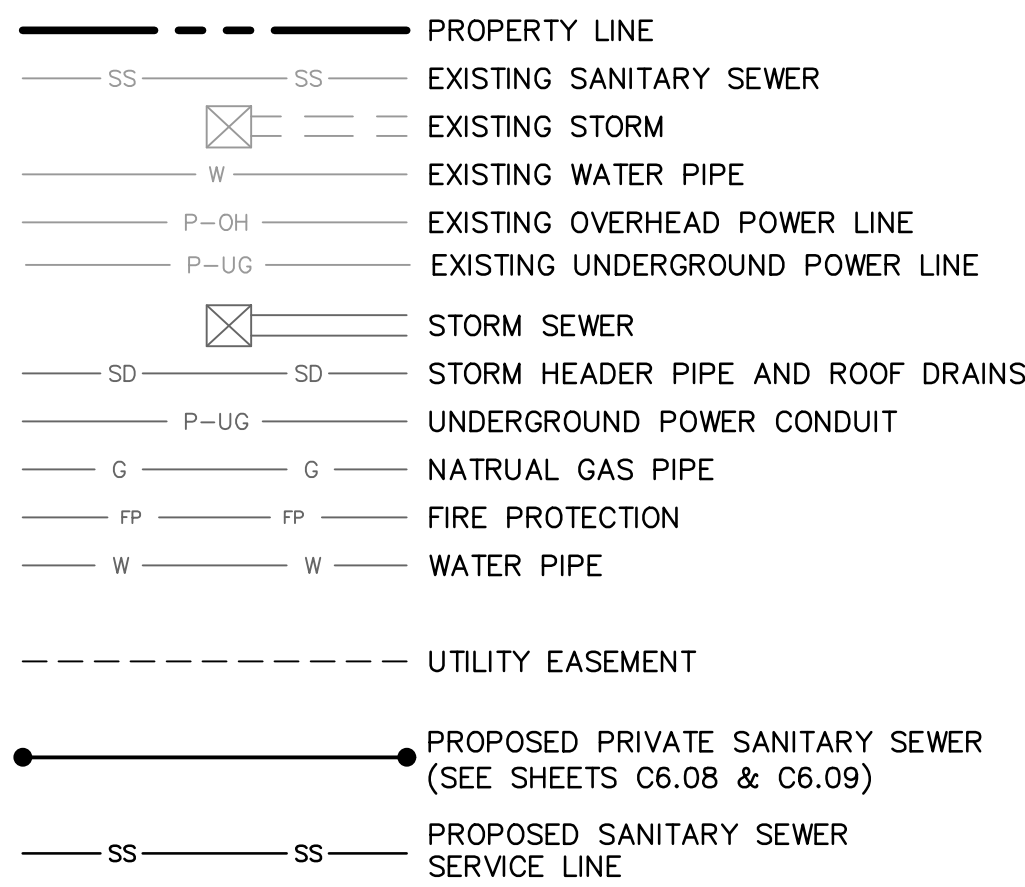 PROPERTY LINE
SS SS EXISTING SANITARY SEWER
EXISTING STORM
W EXISTING WATER PIPE
P-OH EXISTING OVERHEAD POWER LINE
P-UG EXISTING UNDERGROUND POWER LINE
STORM SEWER
SD SD STORM HEADER PIPE AND ROOF DRAINS
P-UG UNDERGROUND POWER CONDUIT
G G NATRUAL GAS PIPE
FP FP FIRE PROTECTION
W W WATER PIPE
UTILITY EASEMENT
PROPOSED PRIVATE SANITARY SEWER
(SEE SHEETS C6.08 & C6.09)
SS SS PROPOSED SANITARY SEWER
SERVICE LINE